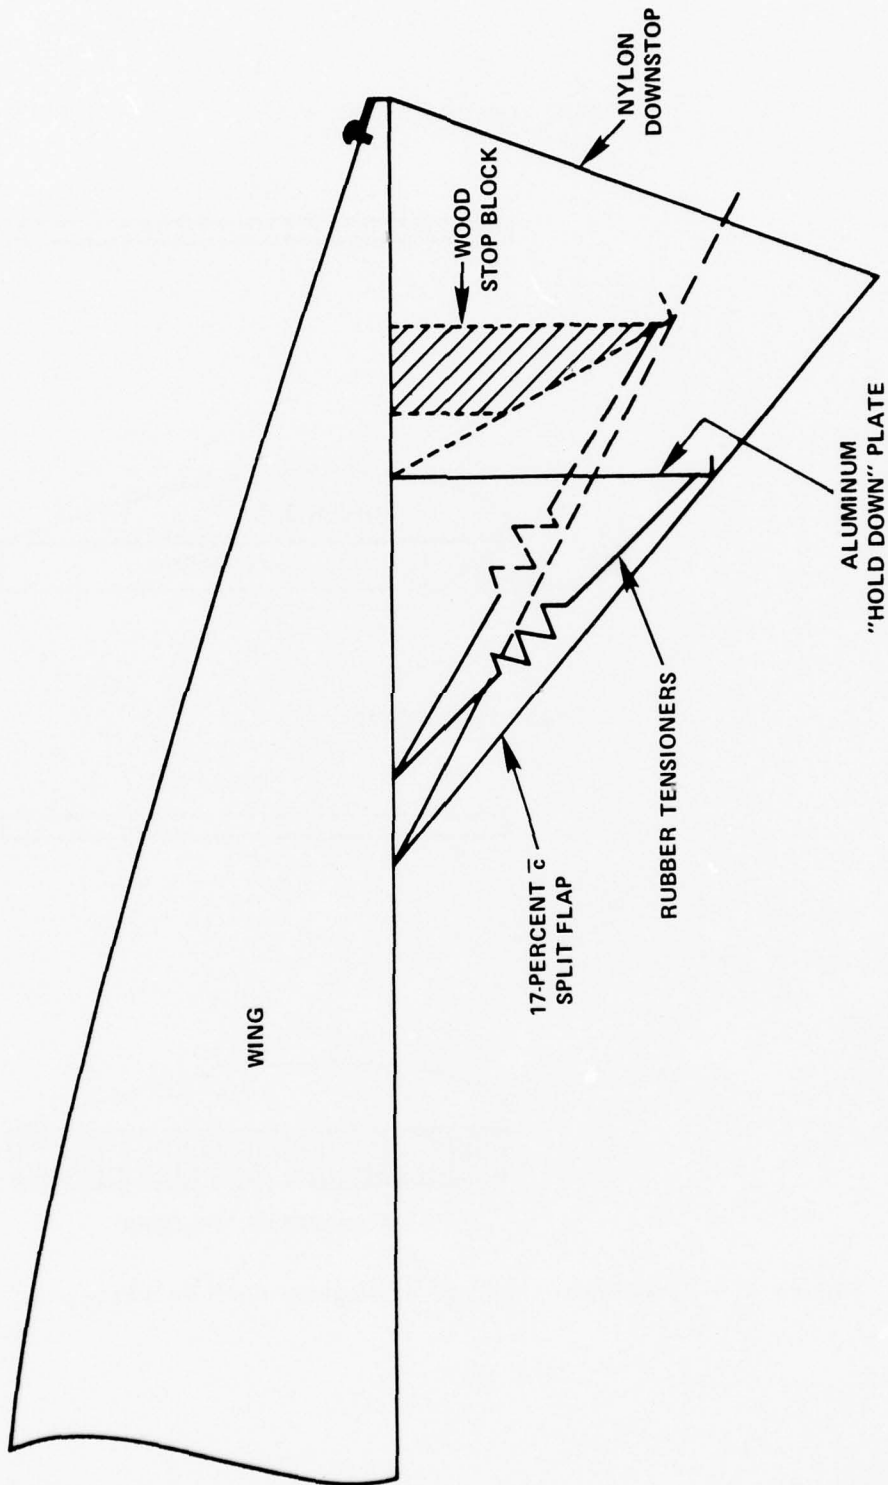 WING
17-PERCENT c̅
SPLIT FLAP
RUBBER TENSIONERS
WOOD
STOP BLOCK
NYLON
DOWNSTOP
ALUMINUM
"HOLD DOWN" PLATE